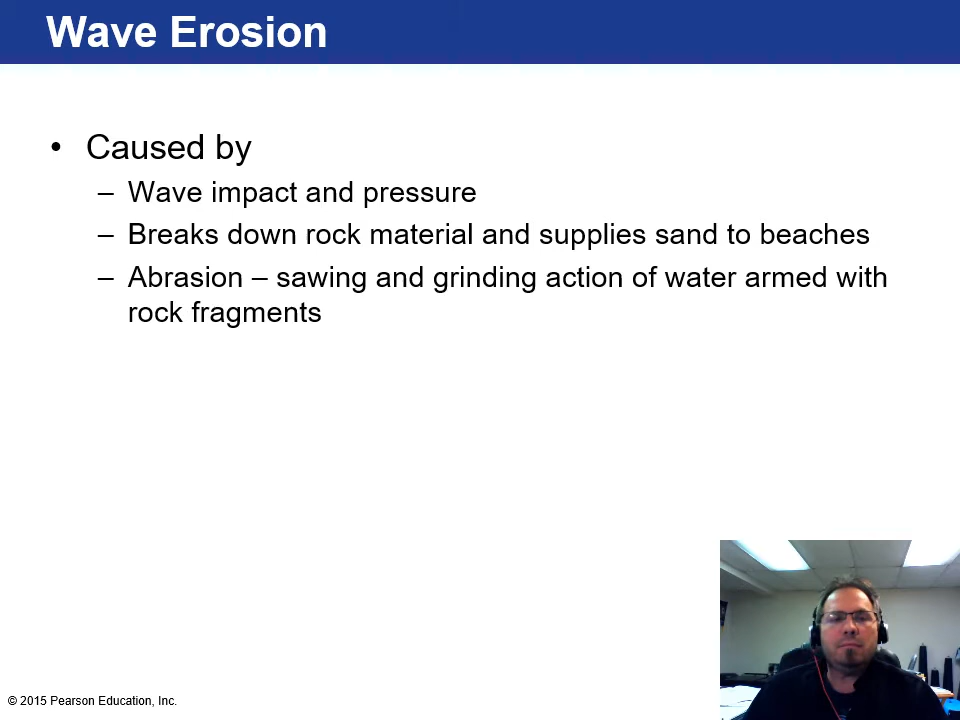 Wave Erosion
• Caused by
– Wave impact and pressure
– Breaks down rock material and supplies sand to beaches
– Abrasion – sawing and grinding action of water armed with
rock fragments
© 2015 Pearson Education, Inc.